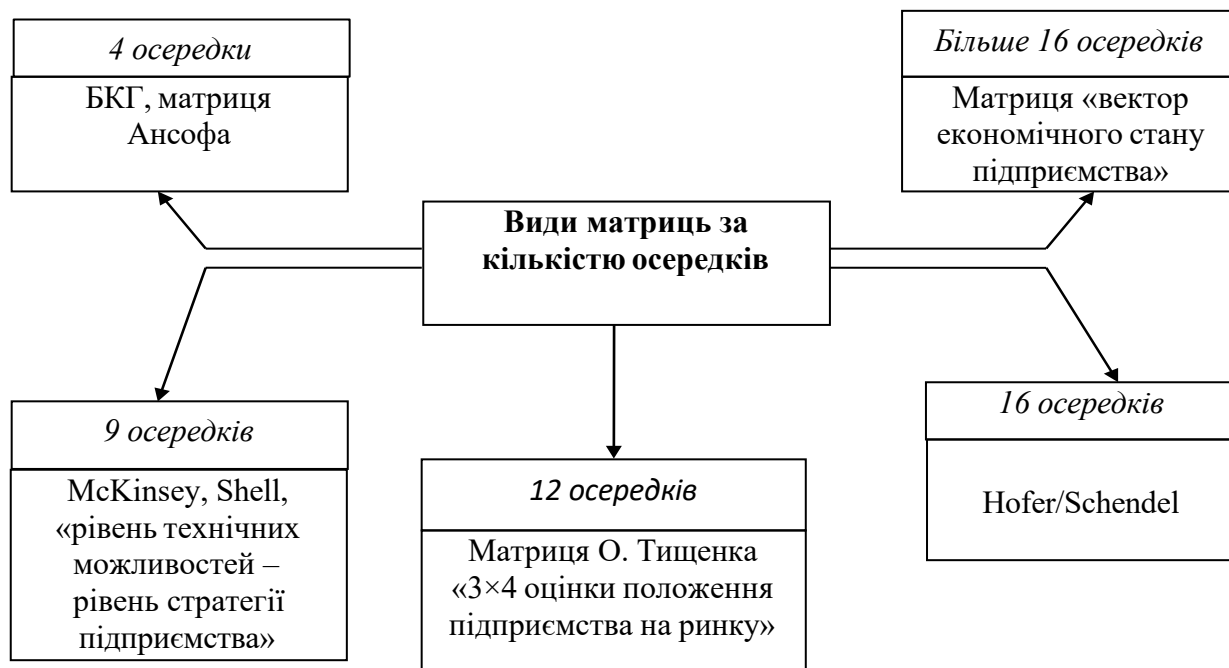 4 осередки
БКГ, матриця
Ансофа
Більше 16 осередків
Матриця «вектор
економічного стану
підприємства»
Види матриць за
кількістю осередків
9 осередків
McKinsey, Shell,
«рівень технічних
можливостей –
рівень стратегії
підприємства»
12 осередків
Матриця О. Тищенка
«3×4 оцінки положення
підприємства на ринку»
16 осередків
Hofer/Schendel